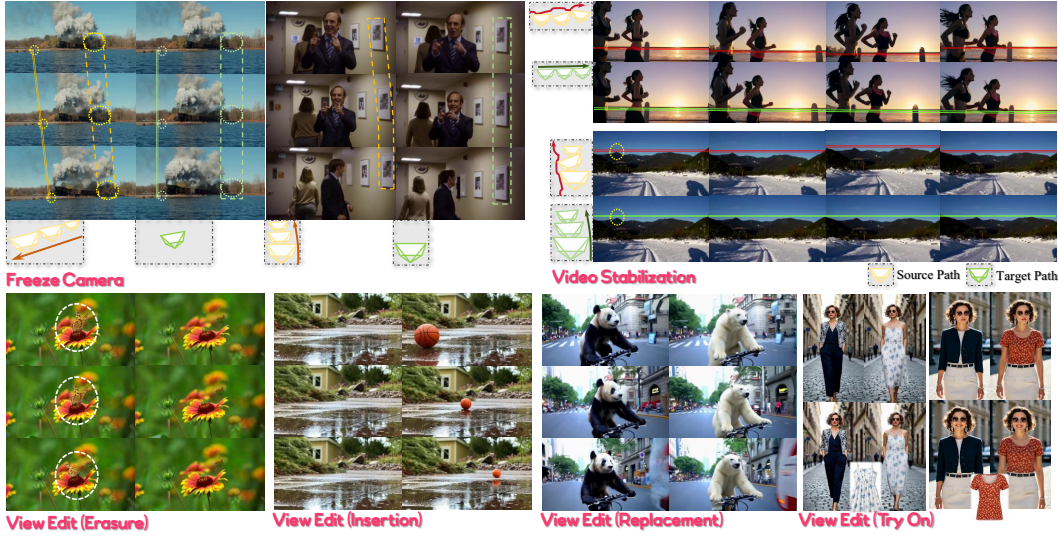 Freeze Camera
Video Stabilization
Source Path
Target Path
View Edit (Erasure)
View Edit (Insertion)
View Edit (Replacement)
View Edit (Try On)